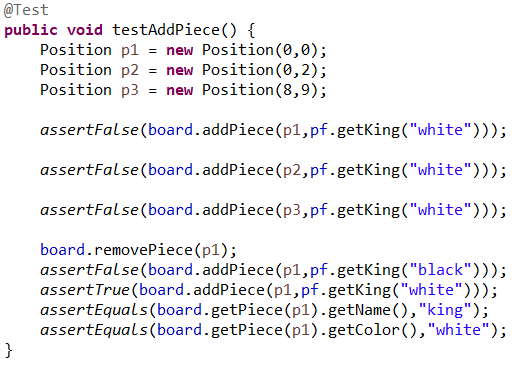 @Test
public void testAddPiece() {
    Position p1 = new Position(0,0);
    Position p2 = new Position(0,2);
    Position p3 = new Position(8,9);

    assertFalse(board.addPiece(p1,pf.getKing("white")));

    assertFalse(board.addPiece(p2,pf.getKing("white")));

    assertFalse(board.addPiece(p3,pf.getKing("white")));

    board.removePiece(p1);
    assertFalse(board.addPiece(p1,pf.getKing("black")));
    assertTrue(board.addPiece(p1,pf.getKing("white")));
    assertEquals(board.getPiece(p1).getName(),"king");
    assertEquals(board.getPiece(p1).getColor(),"white");
}